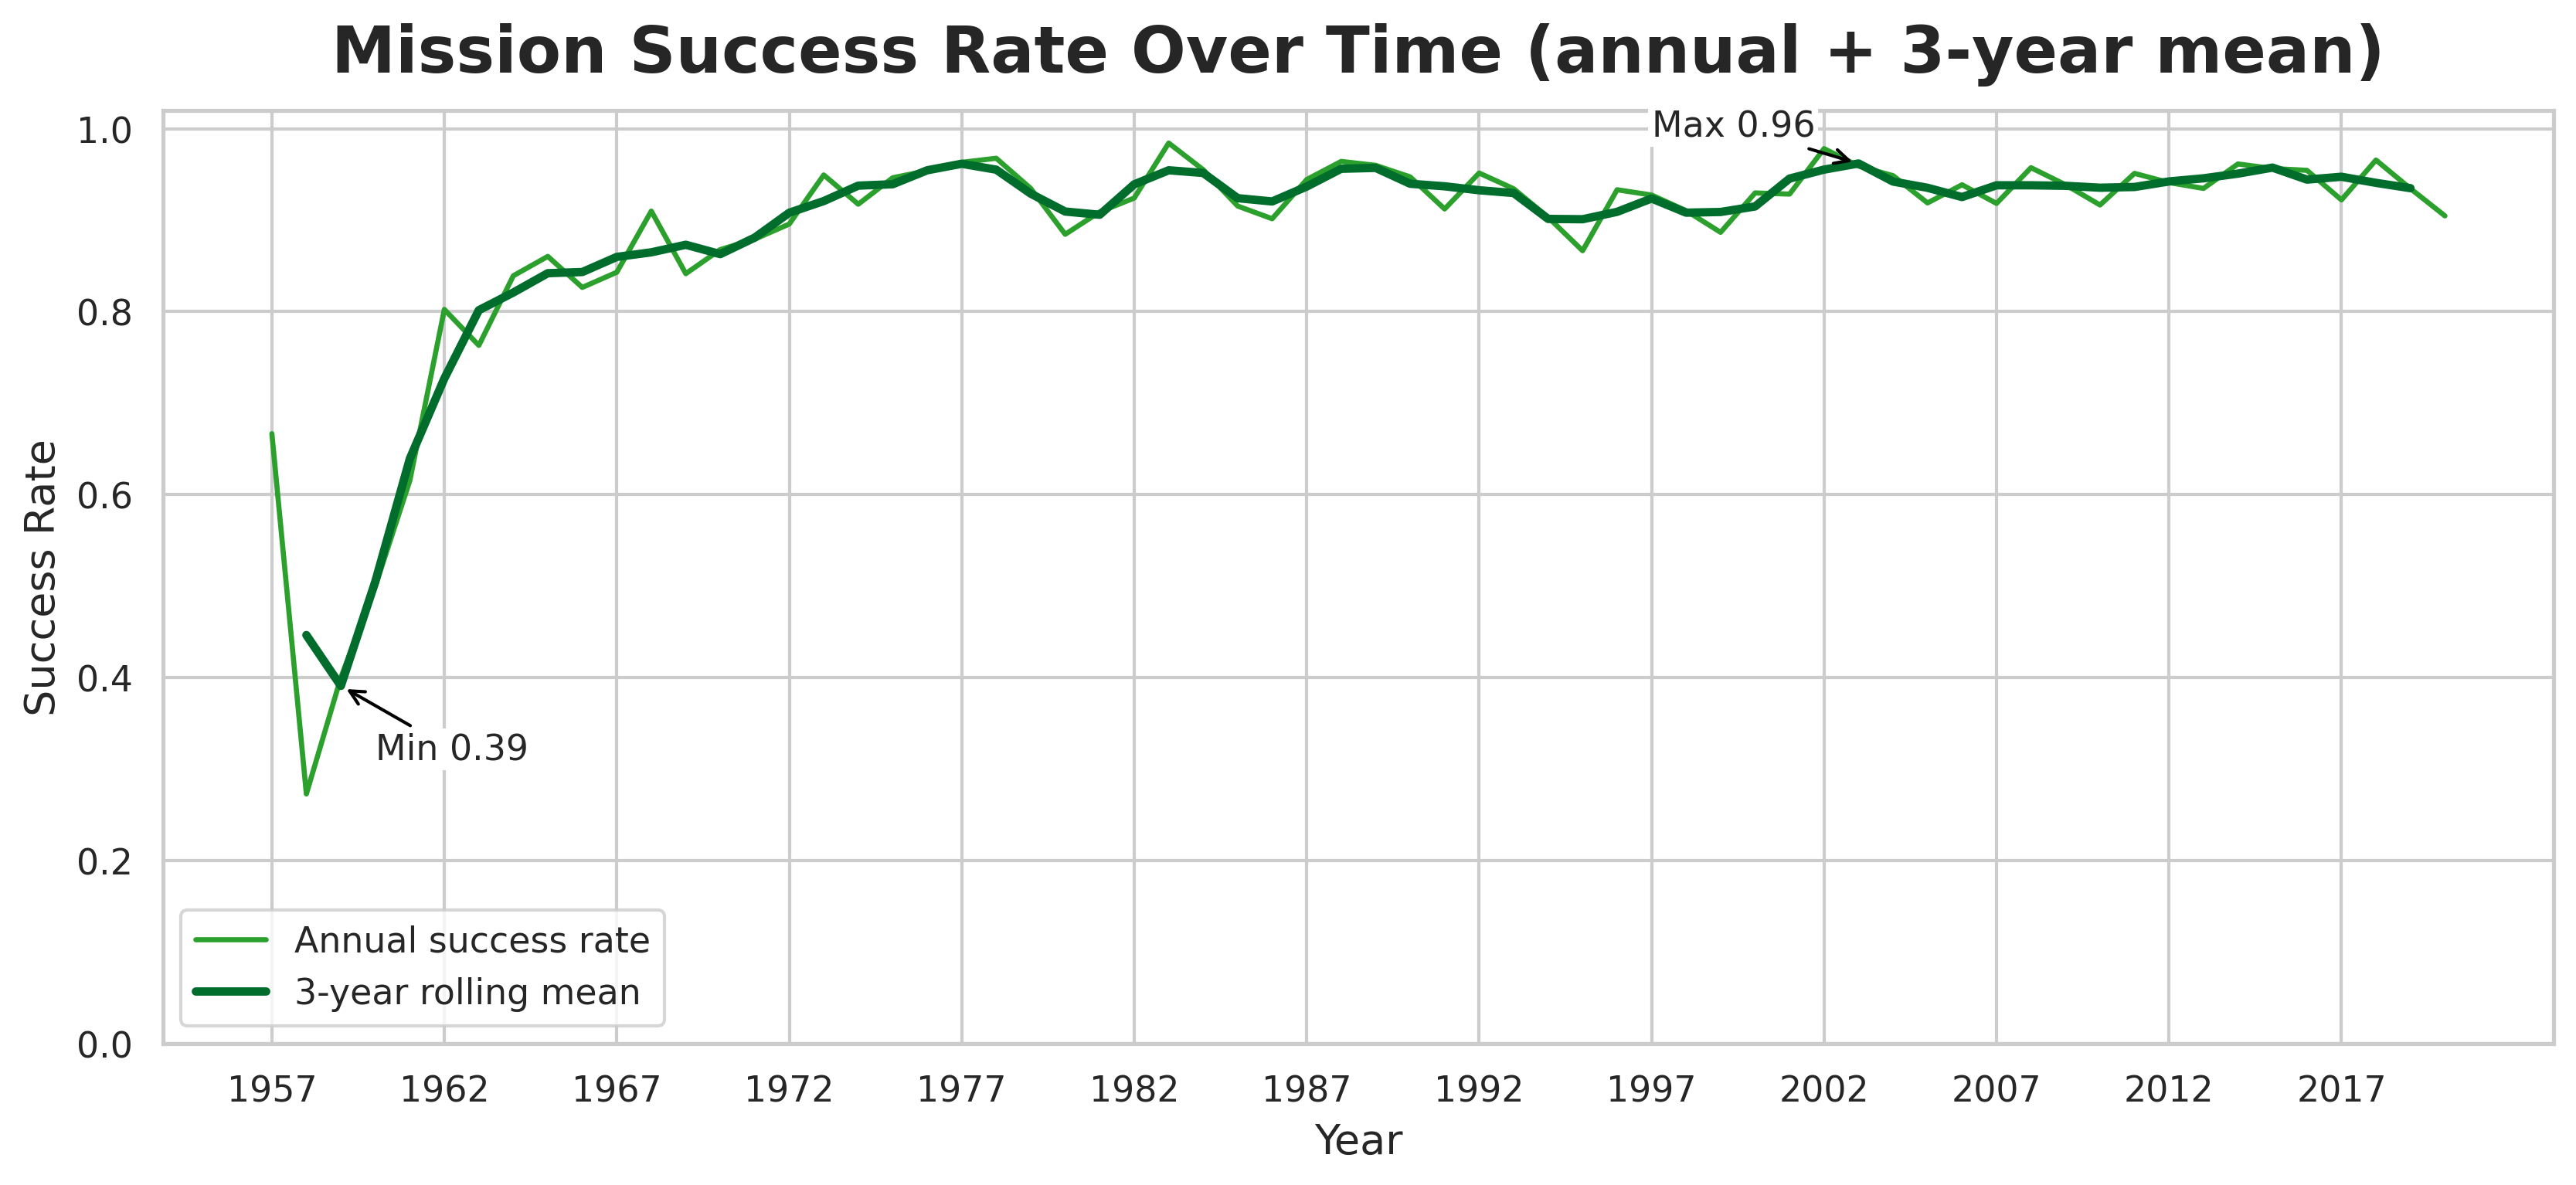 Mission Success Rate Over Time (annual + 3-year mean)
Max 0.96
1.0
0.8
0.6
0.4
0.2
0.0
Success Rate
Min 0.39
Annual success rate
3-year rolling mean
1957 1962 1967 1972 1977 1982 1987 1992 1997 2002 2007 2012 2017
Year